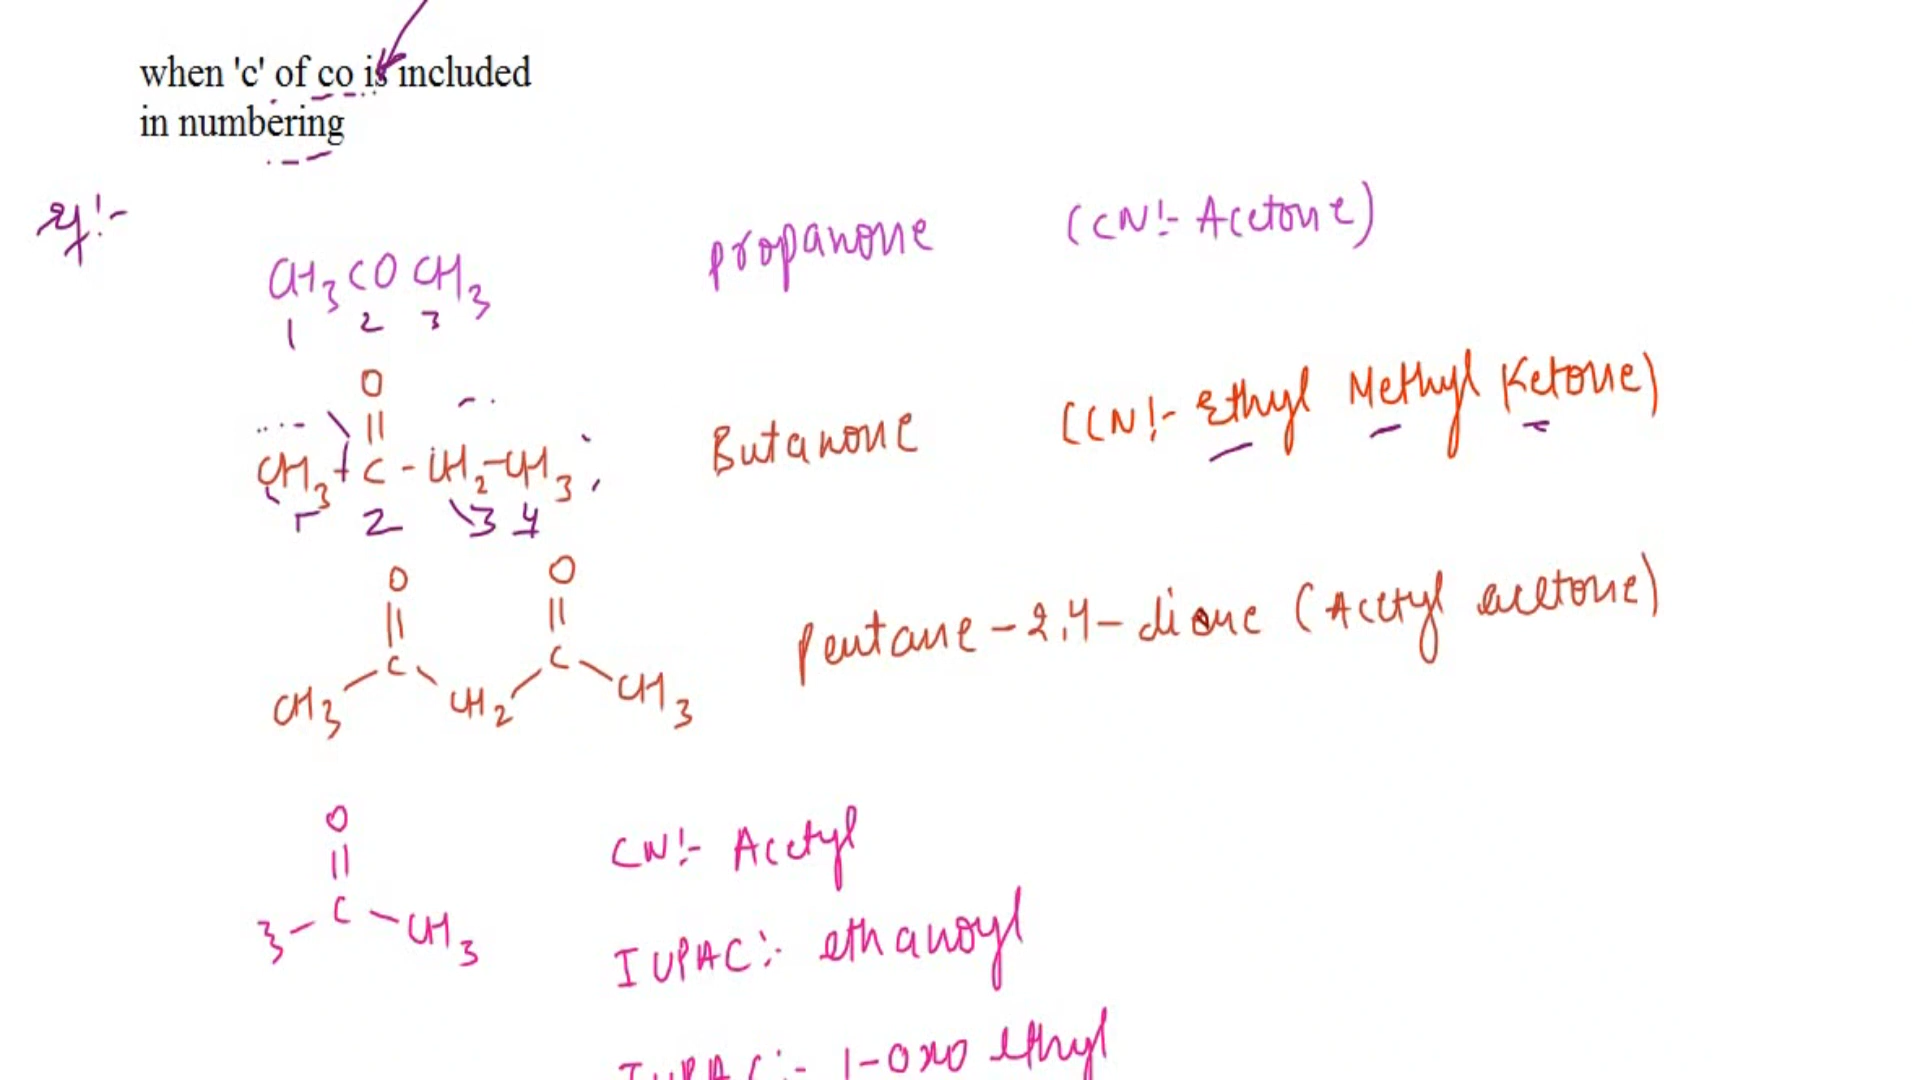 when 'c' of co is included
in numbering
eg:-
CH3COCH3 propanone (CN:- Acetone)
1 2 3
O
||
CH3-C-CH2-CH3 Butanone (CN:- Ethyl Methyl Ketone)
1 2 3 4
O O
|| ||
C C
CH3 CH2 CH3 pentane-2,4-dione (Acetyl acetone)
O
||
C
3 CH3
CN:- Acetyl
IUPAC:- ethanoyl
IUPAC:- 1-oxo ethyl